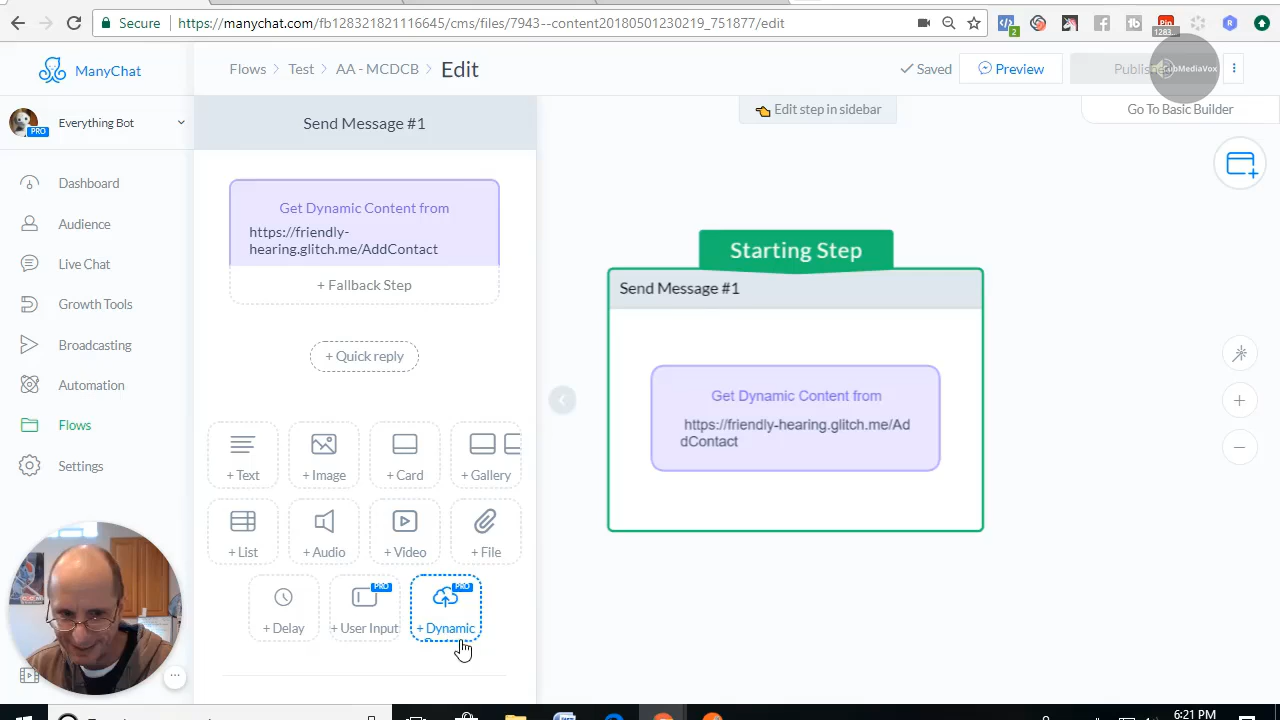 Secure https://manychat.com/fb128321821116645/cms/files/7943--content20180501230219_751877/edit
2
1283...
ManyChat
Flows > Test > AA - MCDCB > Edit
Saved
Preview
Everything Bot
PRO
Send Message #1
Edit step in sidebar
Go To Basic Builder
Dashboard
Audience
Live Chat
Growth Tools
Broadcasting
Automation
Flows
Settings
Get Dynamic Content from
https://friendly-
hearing.glitch.me/AddContact
+ Fallback Step
+ Quick reply
+ Text
+ Image
+ Card
+ Gallery
+ List
+ Audio
+ Video
+ File
PRO
PRO
+ Delay
+ User Input
+ Dynamic
Starting Step
Send Message #1
Get Dynamic Content from
https://friendly-hearing.glitch.me/Ad
dContact
6:21 PM